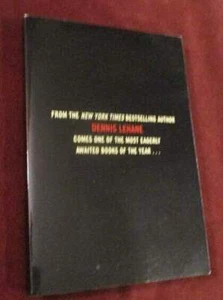 FROM THE NEW YORK TIMES BESTSELLING AUTHOR
DENNIS LEHANE
COMES ONE OF THE MOST EAGERLY
AWAITED BOOKS OF THE YEAR . . .